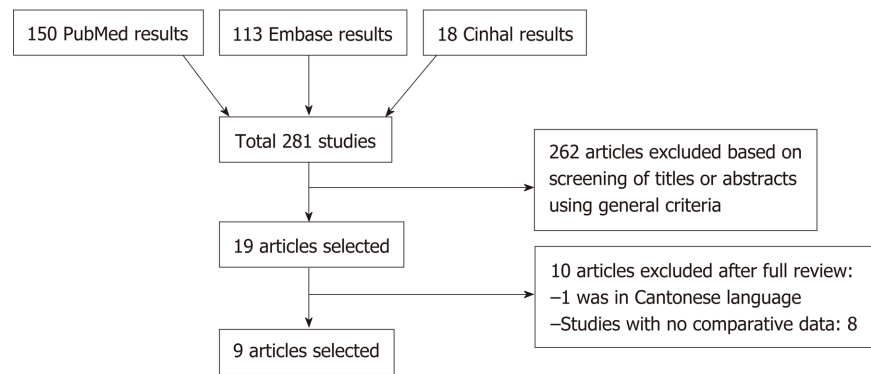 150 PubMed results
113 Embase results
18 Cinhal results
Total 281 studies
262 articles excluded based on
screening of titles or abstracts
using general criteria
19 articles selected
10 articles excluded after full review:
–1 was in Cantonese language
–Studies with no comparative data: 8
9 articles selected